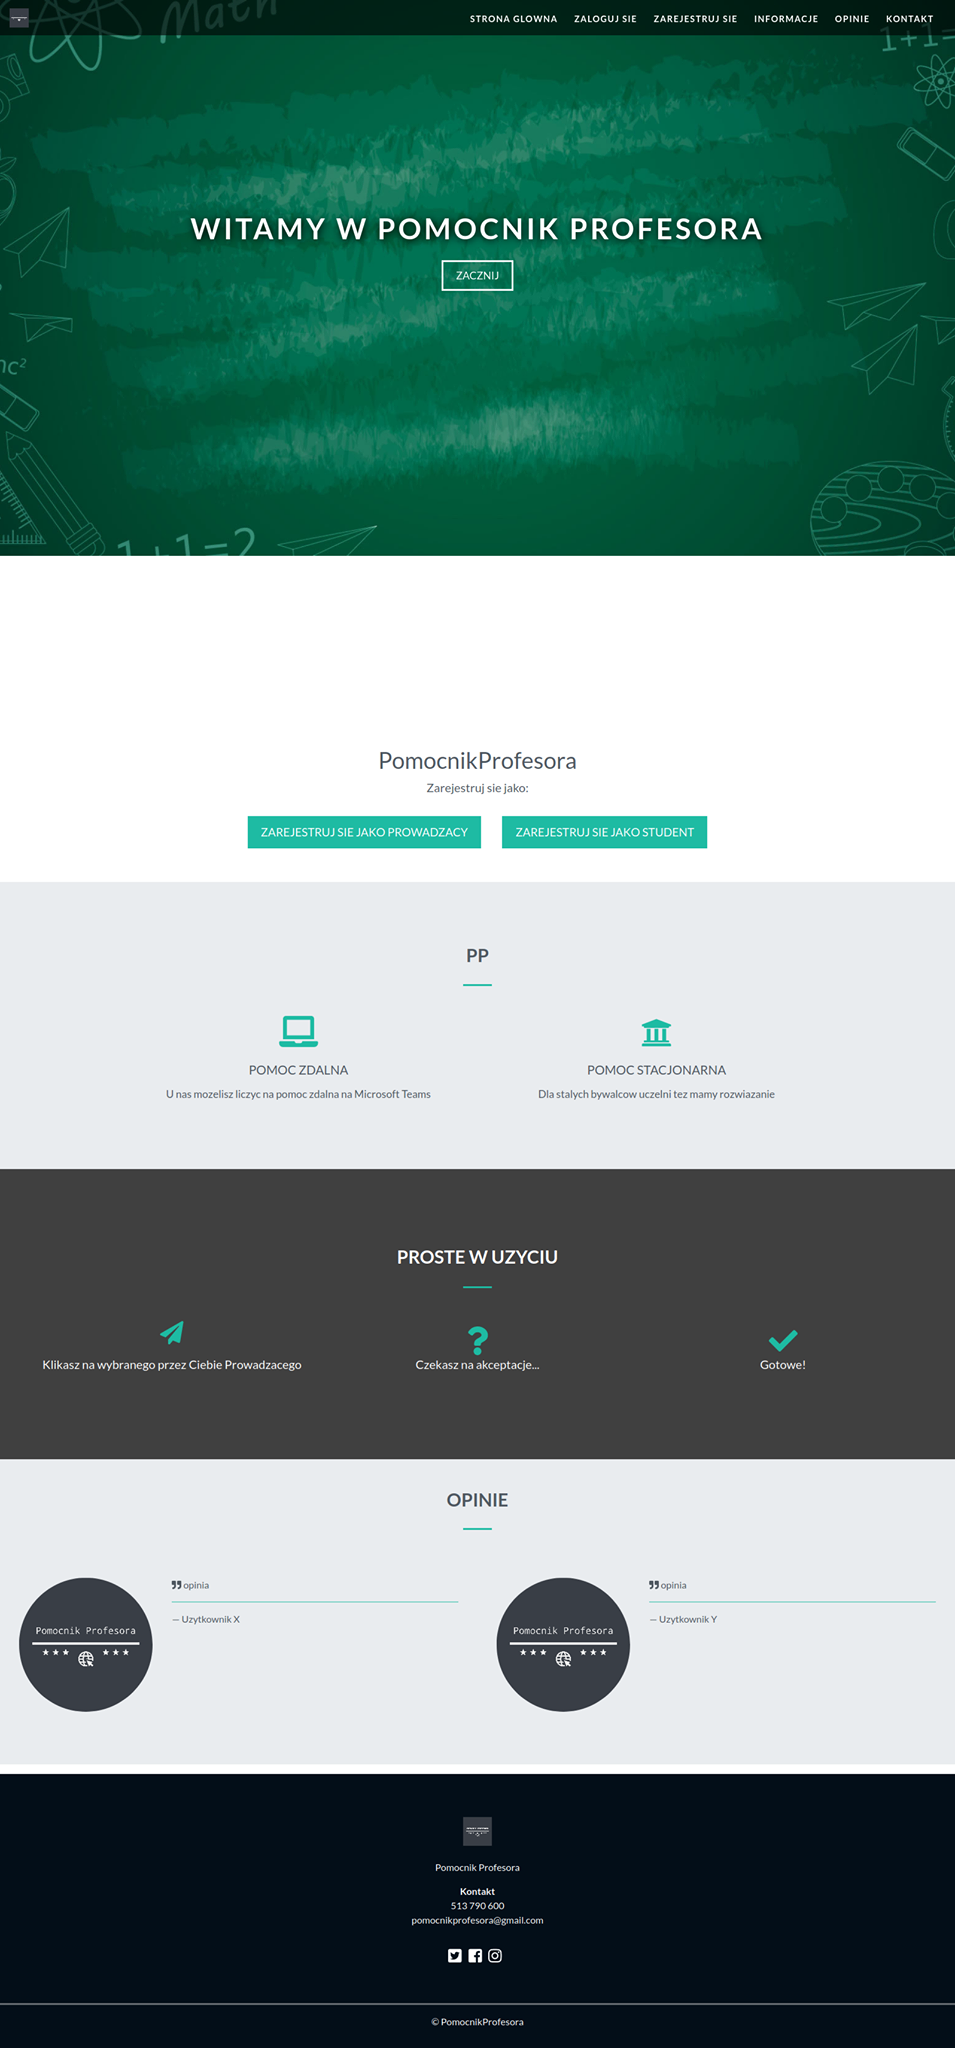 STRONA GLOWNA ZALOGUJ SIE ZAREJESTRUJ SIE INFORMACJE OPINIE KONTAKT
Math
1+1=
WITAMY W POMOCNIK PROFESORA
ZACZNIJ
nc²
1+1=2
PomocnikProfesora
Zarejestruj sie jako:
ZAREJESTRUJ SIE JAKO PROWADZACY ZAREJESTRUJ SIE JAKO STUDENT
PP
POMOC ZDALNA POMOC STACJONARNA
U nas mozelisz liczyc na pomoc zdalna na Microsoft Teams Dla stalych bywalcow uczelni tez mamy rozwiazanie
PROSTE W UZYCIU
Klikasz na wybranego przez Ciebie Prowadzacego Czekasz na akceptacje... Gotowe!
OPINIE
opinia
— Uzytkownik X
Pomocnik Profesora
opinia
— Uzytkownik Y
Pomocnik Profesora
Pomocnik Profesora
Kontakt
513 790 600
pomocnikprofesora@gmail.com
© PomocnikProfesora